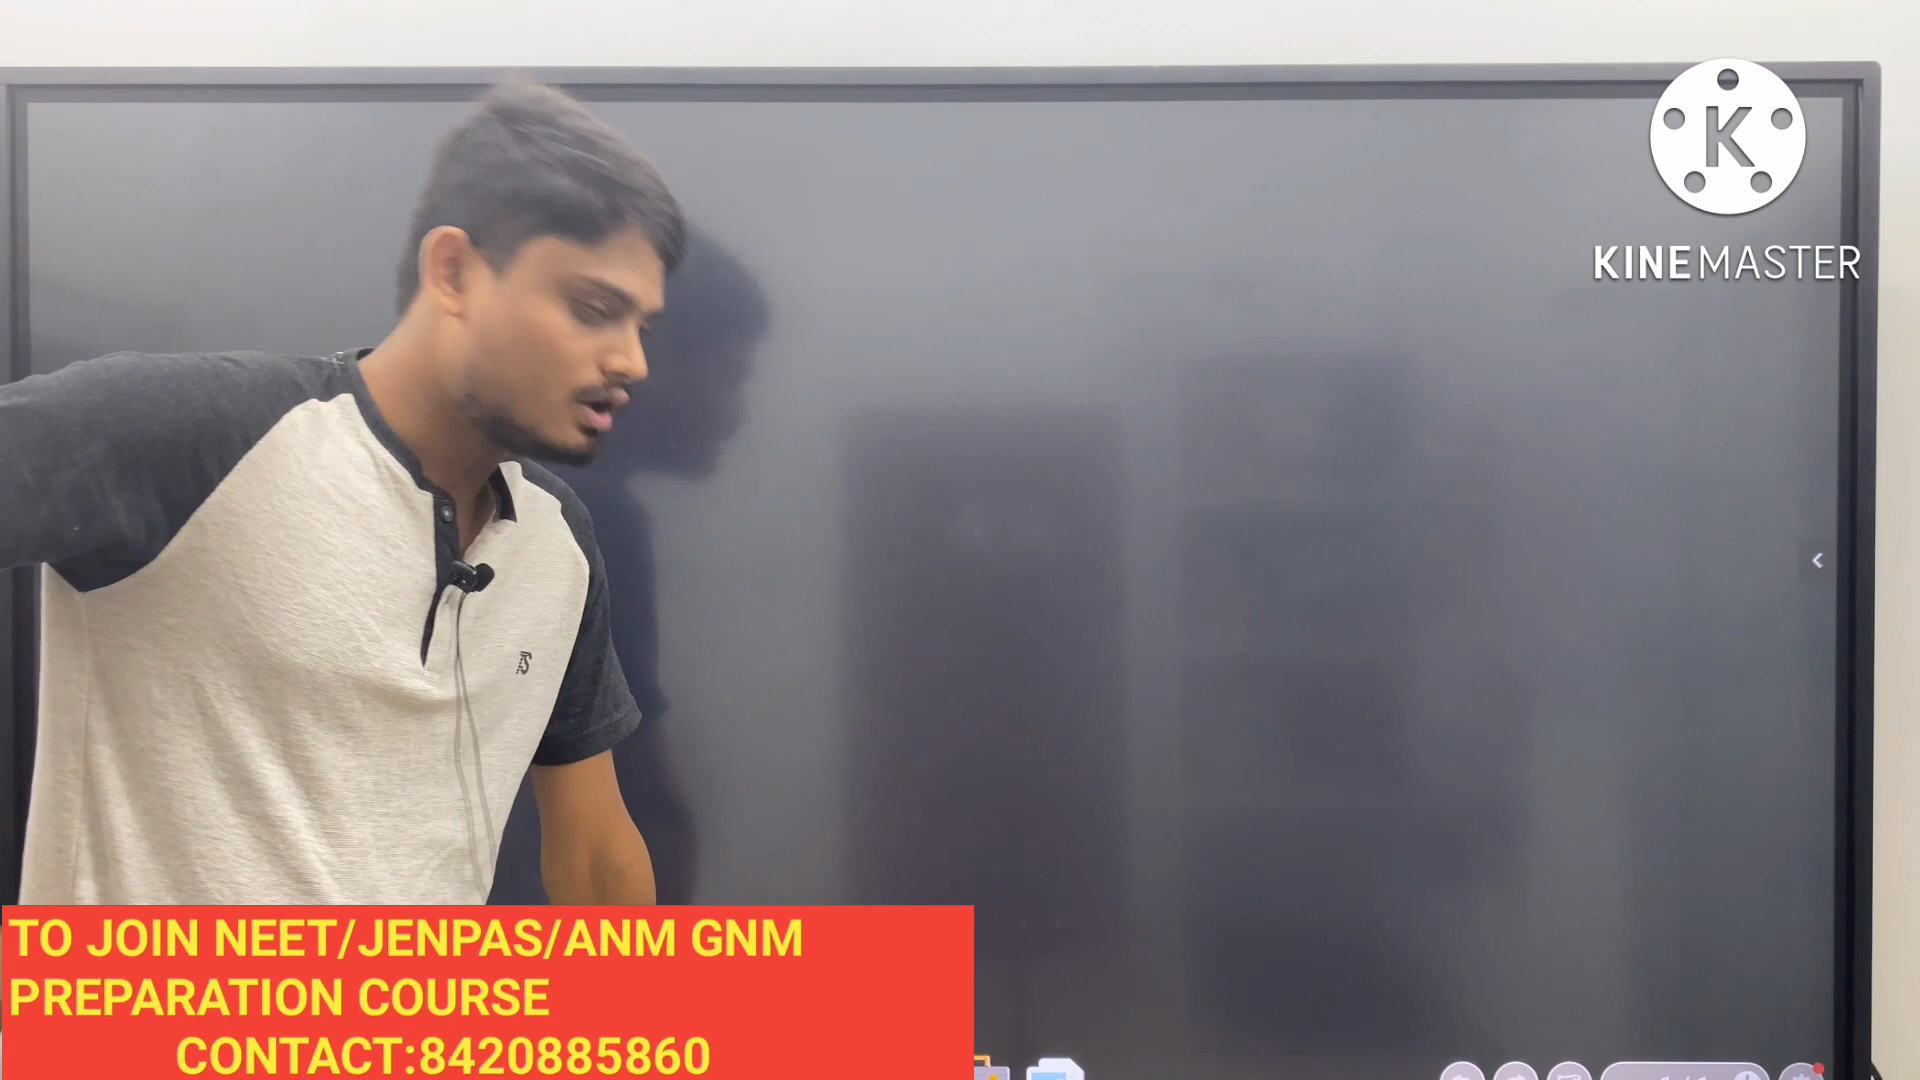 K
KINEMASTER
TO JOIN NEET/JENPAS/ANM GNM
PREPARATION COURSE
CONTACT:8420885860